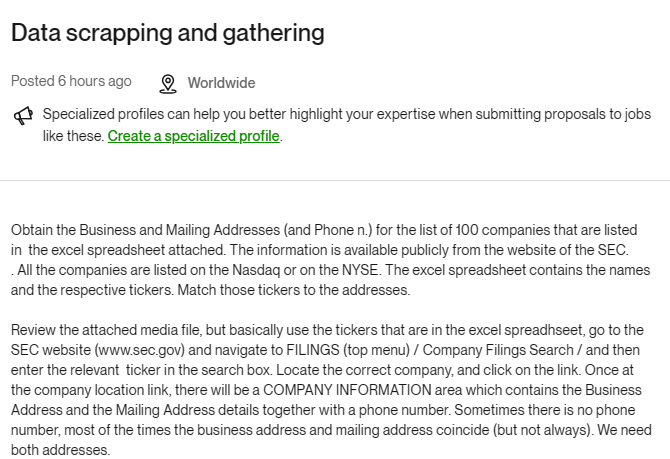 Data scrapping and gathering
Posted 6 hours ago Worldwide
Specialized profiles can help you better highlight your expertise when submitting proposals to jobs
like these. Create a specialized profile.
Obtain the Business and Mailing Addresses (and Phone n.) for the list of 100 companies that are listed
in the excel spreadsheet attached. The information is available publicly from the website of the SEC.
. All the companies are listed on the Nasdaq or on the NYSE. The excel spreadsheet contains the names
and the respective tickers. Match those tickers to the addresses.
Review the attached media file, but basically use the tickers that are in the excel spreadhseet, go to the
SEC website (www.sec.gov) and navigate to FILINGS (top menu) / Company Filings Search / and then
enter the relevant ticker in the search box. Locate the correct company, and click on the link. Once at
the company location link, there will be a COMPANY INFORMATION area which contains the Business
Address and the Mailing Address details together with a phone number. Sometimes there is no phone
number, most of the times the business address and mailing address coincide (but not always). We need
both addresses.